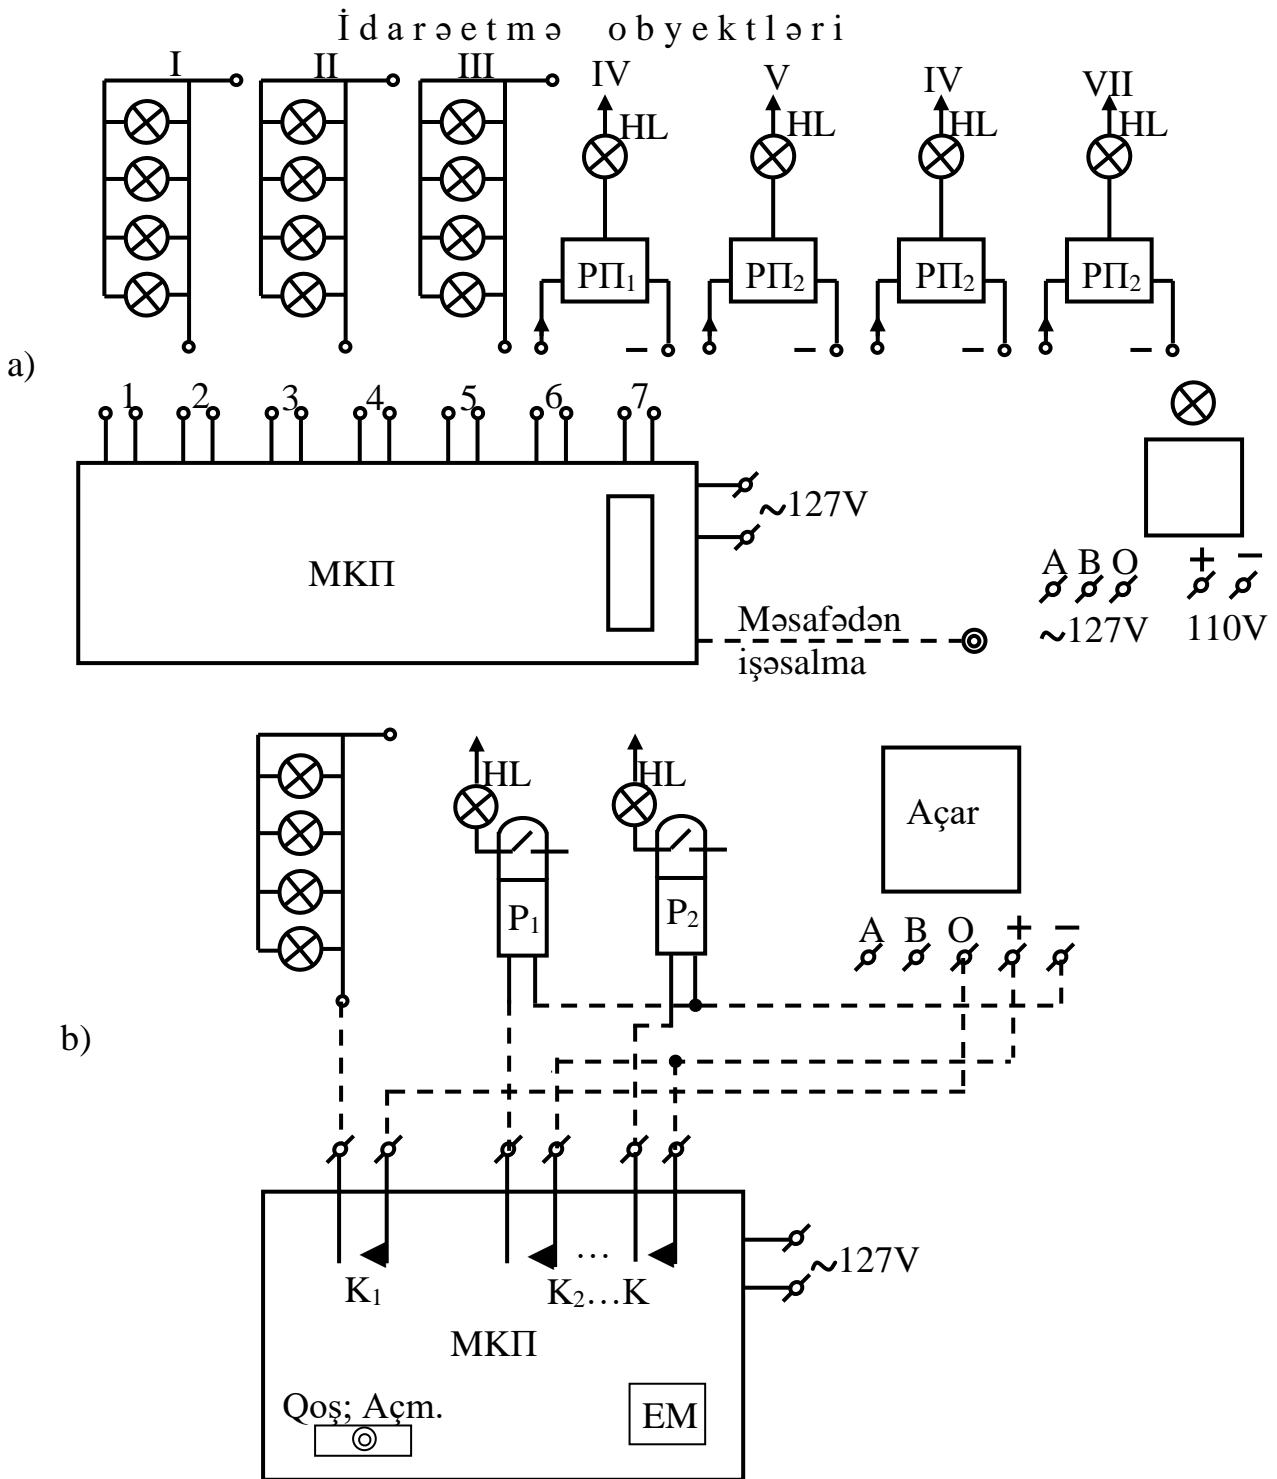 İdarəetmə obyektləri
I II III IV V IV VII
HL HL HL HL
РП₁ РП₂ РП₂ РП₂
– – – –
a)
1 2 3 4 5 6 7
~127V
МКП
A B O + –
~127V 110V
Məsafədən
işəsalma
HL HL
Açar
P₁ P₂
A B O + –
b)
K₁ K₂...K
...
~127V
МКП
Qoş; Açm.
EM